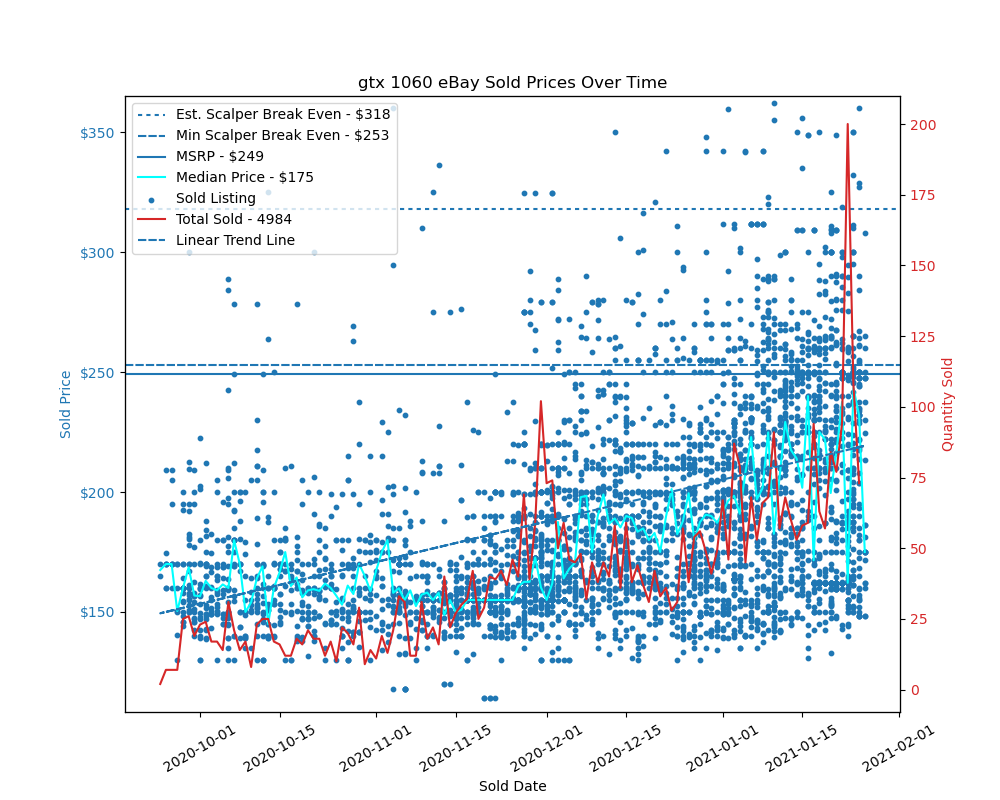 gtx 1060 eBay Sold Prices Over Time
Est. Scalper Break Even - $318
Min Scalper Break Even - $253
MSRP - $249
Median Price - $175
Sold Listing
Total Sold - 4984
Linear Trend Line
$350
$300
$250
$200
$150
Sold Price
200
175
150
125
100
75
50
25
0
Quantity Sold
2020-10-01
2020-10-15
2020-11-01
2020-11-15
2020-12-01
2020-12-15
2021-01-01
2021-01-15
2021-02-01
Sold Date